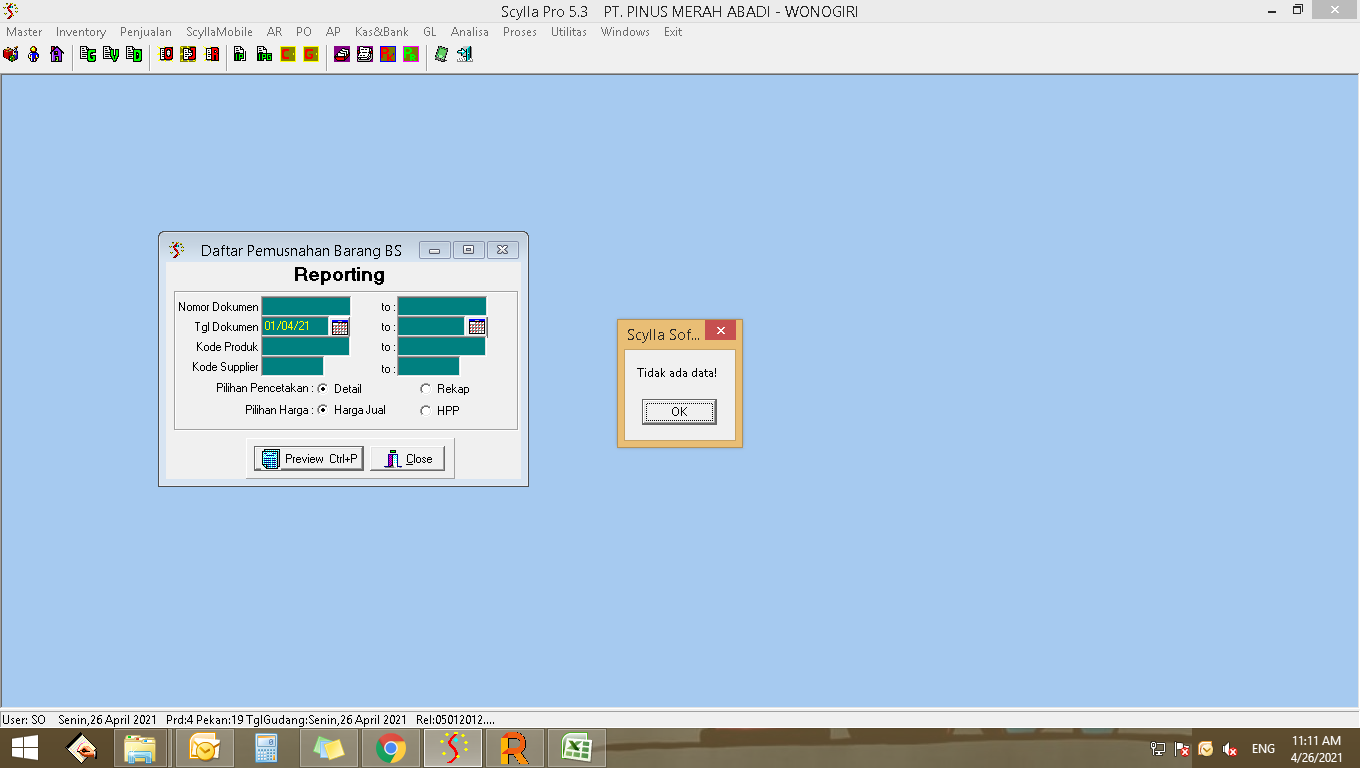 Scylla Pro 5.3 PT. PINUS MERAH ABADI - WONOGIRI
Master Inventory Penjualan ScyllaMobile AR PO AP Kas&Bank GL Analisa Proses Utilitas Windows Exit
Daftar Pemusnahan Barang BS
Reporting
Nomor Dokumen to :
Tgl Dokumen 01/04/21 to :
Kode Produk to :
Kode Supplier to :
Pilihan Pencetakan : Detail Rekap
Pilihan Harga : Harga Jual HPP
Preview Ctrl+P Close
Scylla Sof...
Tidak ada data!
OK
User: SO Senin,26 April 2021 Prd:4 Pekan:19 TglGudang:Senin,26 April 2021 Rel:05012012....
ENG
11:11 AM
4/26/2021